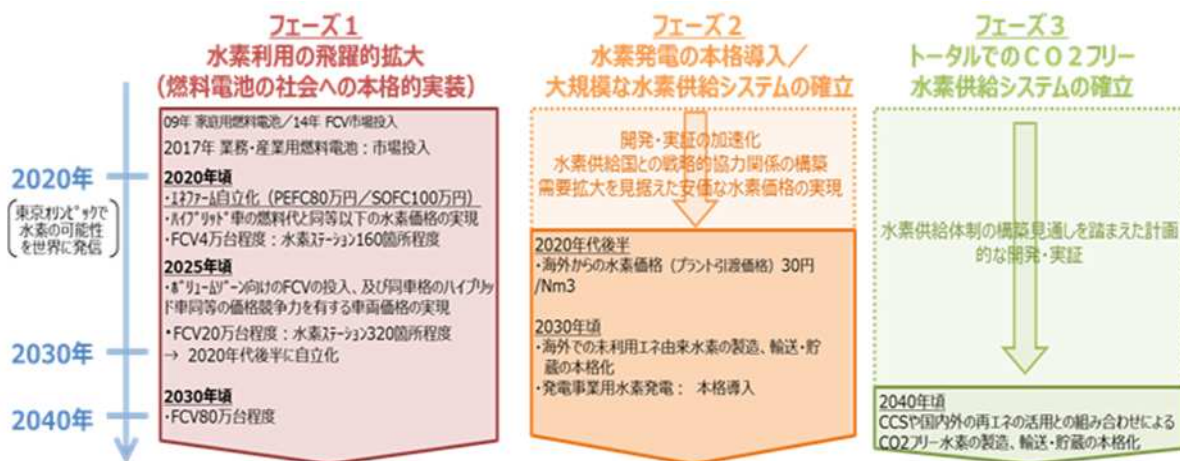 フェーズ1
水素利用の飛躍的拡大
(燃料電池の社会への本格的実装)
09年 家庭用燃料電池/14年 FCV市場投入
2017年 業務・産業用燃料電池:市場投入
2020年頃
・エネファーム自立化(PEFC80万円/SOFC100万円)
・ハイブリッド車の燃料代と同等以下の水素価格の実現
・FCV4万台程度:水素ステーション160箇所程度
2025年頃
・ボリュームゾーン向けのFCVの投入、及び同車格のハイブリッ
ド車同等の価格競争力を有する車両価格の実現
・FCV20万台程度:水素ステーション320箇所程度
→ 2020年代後半に自立化
2030年頃
・FCV80万台程度
フェーズ2
水素発電の本格導入/
大規模な水素供給システムの確立
開発・実証の加速化
水素供給国との戦略的協力関係の構築
需要拡大を見据えた安価な水素価格の実現
2020年代後半
・海外からの水素価格(プラント引渡価格)30円
/Nm3
2030年頃
・海外での未利用エネ由来水素の製造、輸送・貯
蔵の本格化
・発電事業用水素発電: 本格導入
フェーズ3
トータルでのCO2フリー
水素供給システムの確立
水素供給体制の構築見通しを踏まえた計画
的な開発・実証
2040年頃
CCSや国内外の再エネの活用との組み合わせによる
CO2フリー水素の製造、輸送・貯蔵の本格化
2020年
東京オリンピックで
水素の可能性
を世界に発信
2030年
2040年